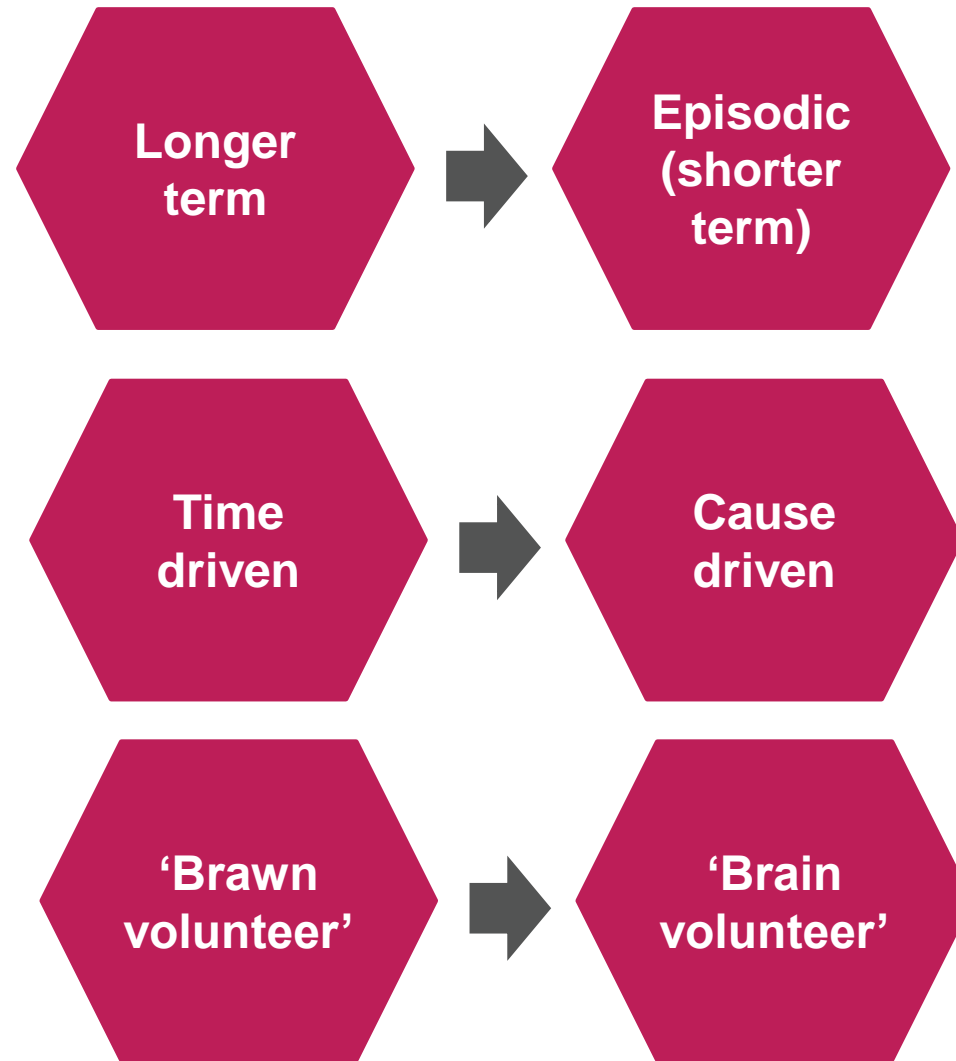 Longer
term
Episodic
(shorter
term)
Time
driven
Cause
driven
‘Brawn
volunteer’
‘Brain
volunteer’